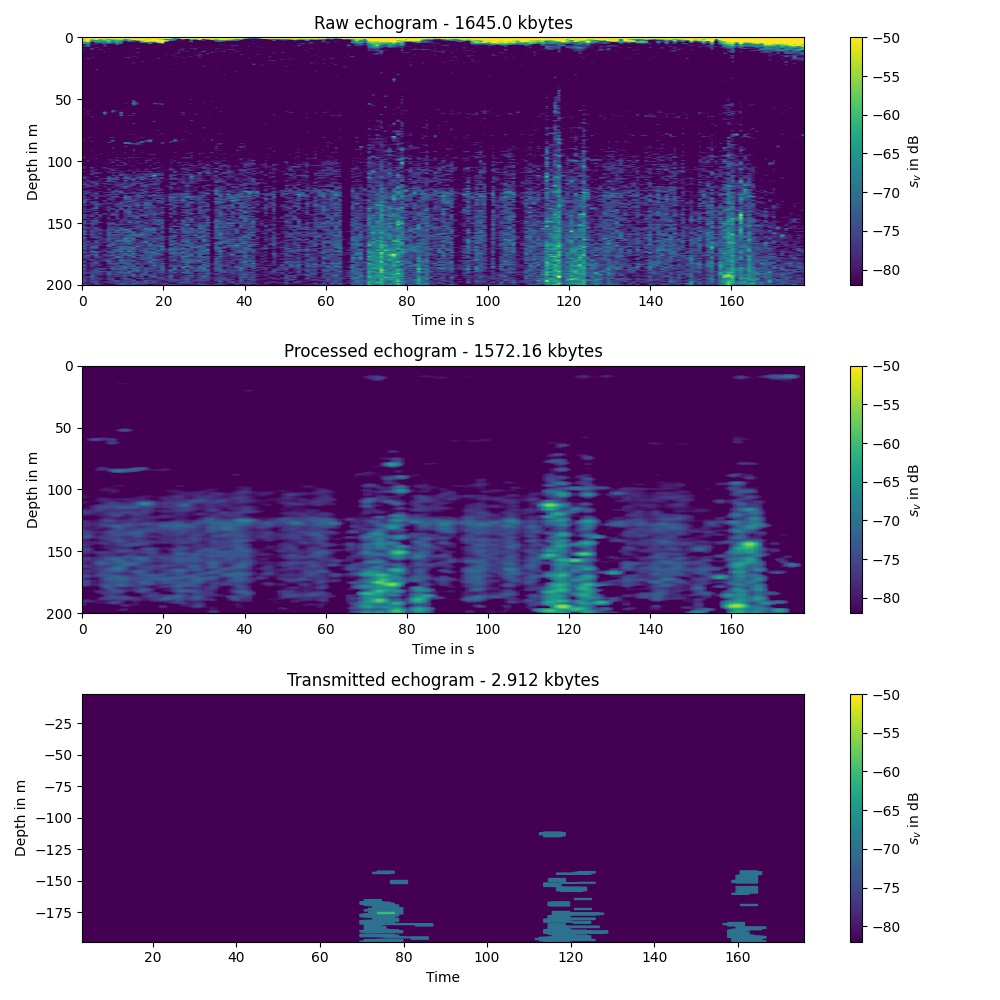 Raw echogram - 1645.0 kbytes
0
50
100
150
200
Depth in m
0 20 40 60 80 100 120 140 160
Time in s
−50
−55
−60
−65
−70
−75
−80
sv in dB
Processed echogram - 1572.16 kbytes
0
50
100
150
200
Depth in m
0 20 40 60 80 100 120 140 160
Time in s
−50
−55
−60
−65
−70
−75
−80
sv in dB
Transmitted echogram - 2.912 kbytes
−25
−50
−75
−100
−125
−150
−175
Depth in m
20 40 60 80 100 120 140 160
Time
−50
−55
−60
−65
−70
−75
−80
sv in dB